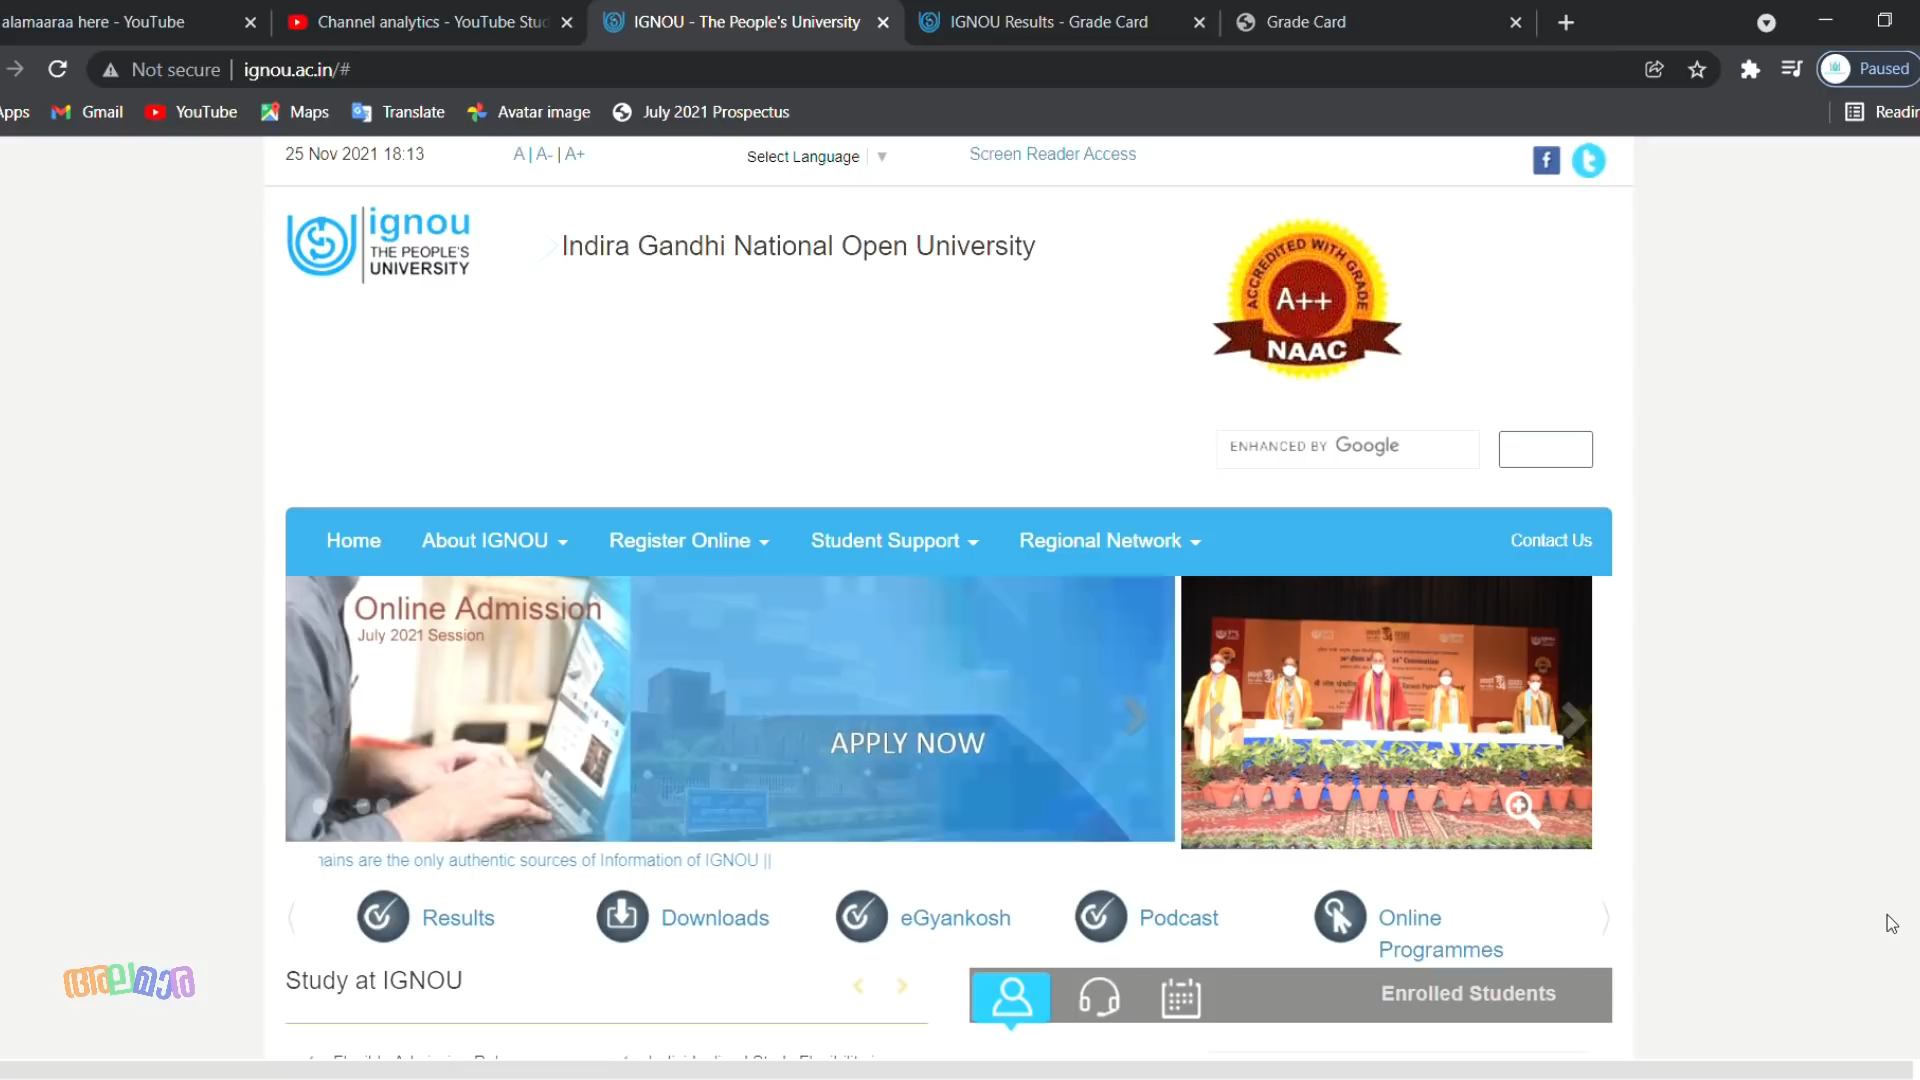 alamaaraa here - YouTube
Channel analytics - YouTube Stud
IGNOU - The People's University
IGNOU Results - Grade Card
Grade Card
Not secure
ignou.ac.in/#
Paused
Apps
Gmail
YouTube
Maps
Translate
Avatar image
July 2021 Prospectus
Readin
25 Nov 2021 18:13
A | A- | A+
Select Language
Screen Reader Access
ignou
THE PEOPLE'S
UNIVERSITY
Indira Gandhi National Open University
ACCREDITED WITH GRADE
A++
NAAC
ENHANCED BY Google
Home
About IGNOU
Register Online
Student Support
Regional Network
Contact Us
Online Admission
July 2021 Session
APPLY NOW
mains are the only authentic sources of Information of IGNOU ||
Results
Downloads
eGyankosh
Podcast
Online
Programmes
അലമാര
Study at IGNOU
Enrolled Students